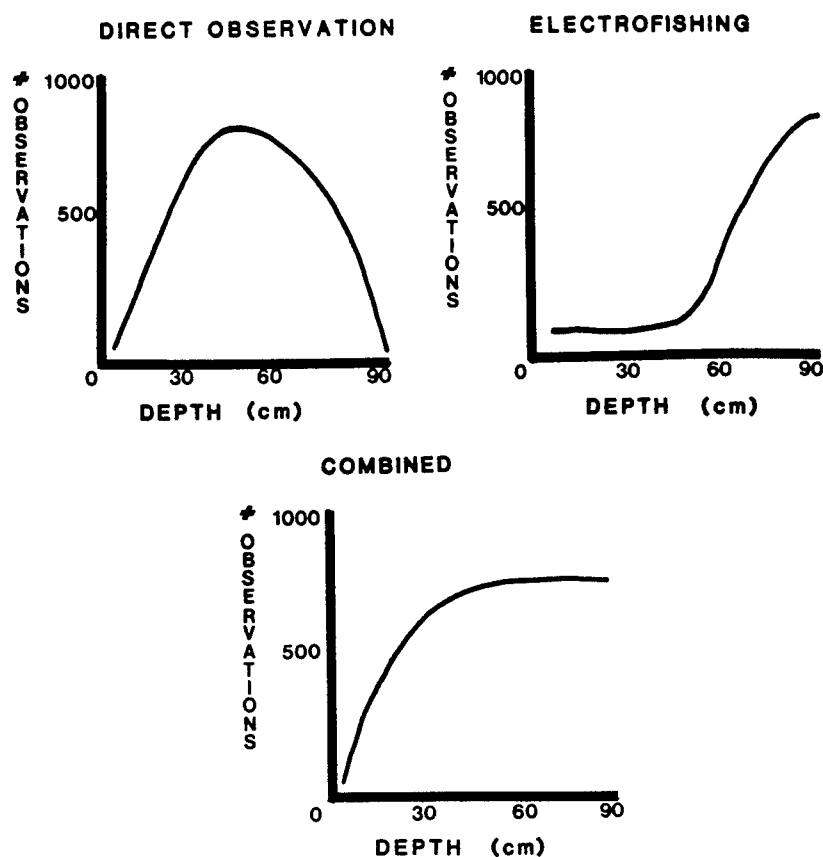 DIRECT OBSERVATION
# OBSERVATIONS
1000
500
0 30 60 90
DEPTH (cm)
ELECTROFISHING
# OBSERVATIONS
1000
500
0 30 60 90
DEPTH (cm)
COMBINED
# OBSERVATIONS
1000
500
0 30 60 90
DEPTH (cm)